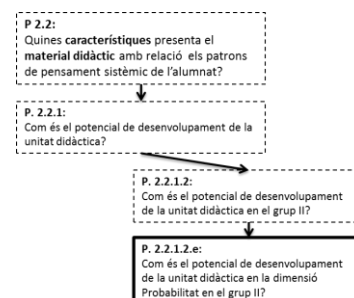 P 2.2:
Quines característiques presenta el
material didàctic amb relació els patrons
de pensament sistèmic de l'alumnat?
P. 2.2.1:
Com és el potencial de desenvolupament de la
unitat didàctica?
P. 2.2.1.2:
Com és el potencial de desenvolupament
de la unitat didàctica en el grup II?
P. 2.2.1.2.e:
Com és el potencial de desenvolupament
de la unitat didàctica en la dimensió
Probabilitat en el grup II?